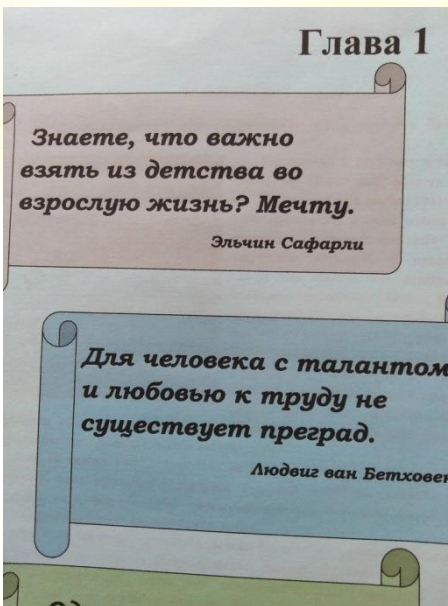 Глава 1
Знаете, что важно
взять из детства во
взрослую жизнь? Мечту.
Эльчин Сафарли
Для человека с талантом
и любовью к труду не
существует преград.
Людвиг ван Бетховен